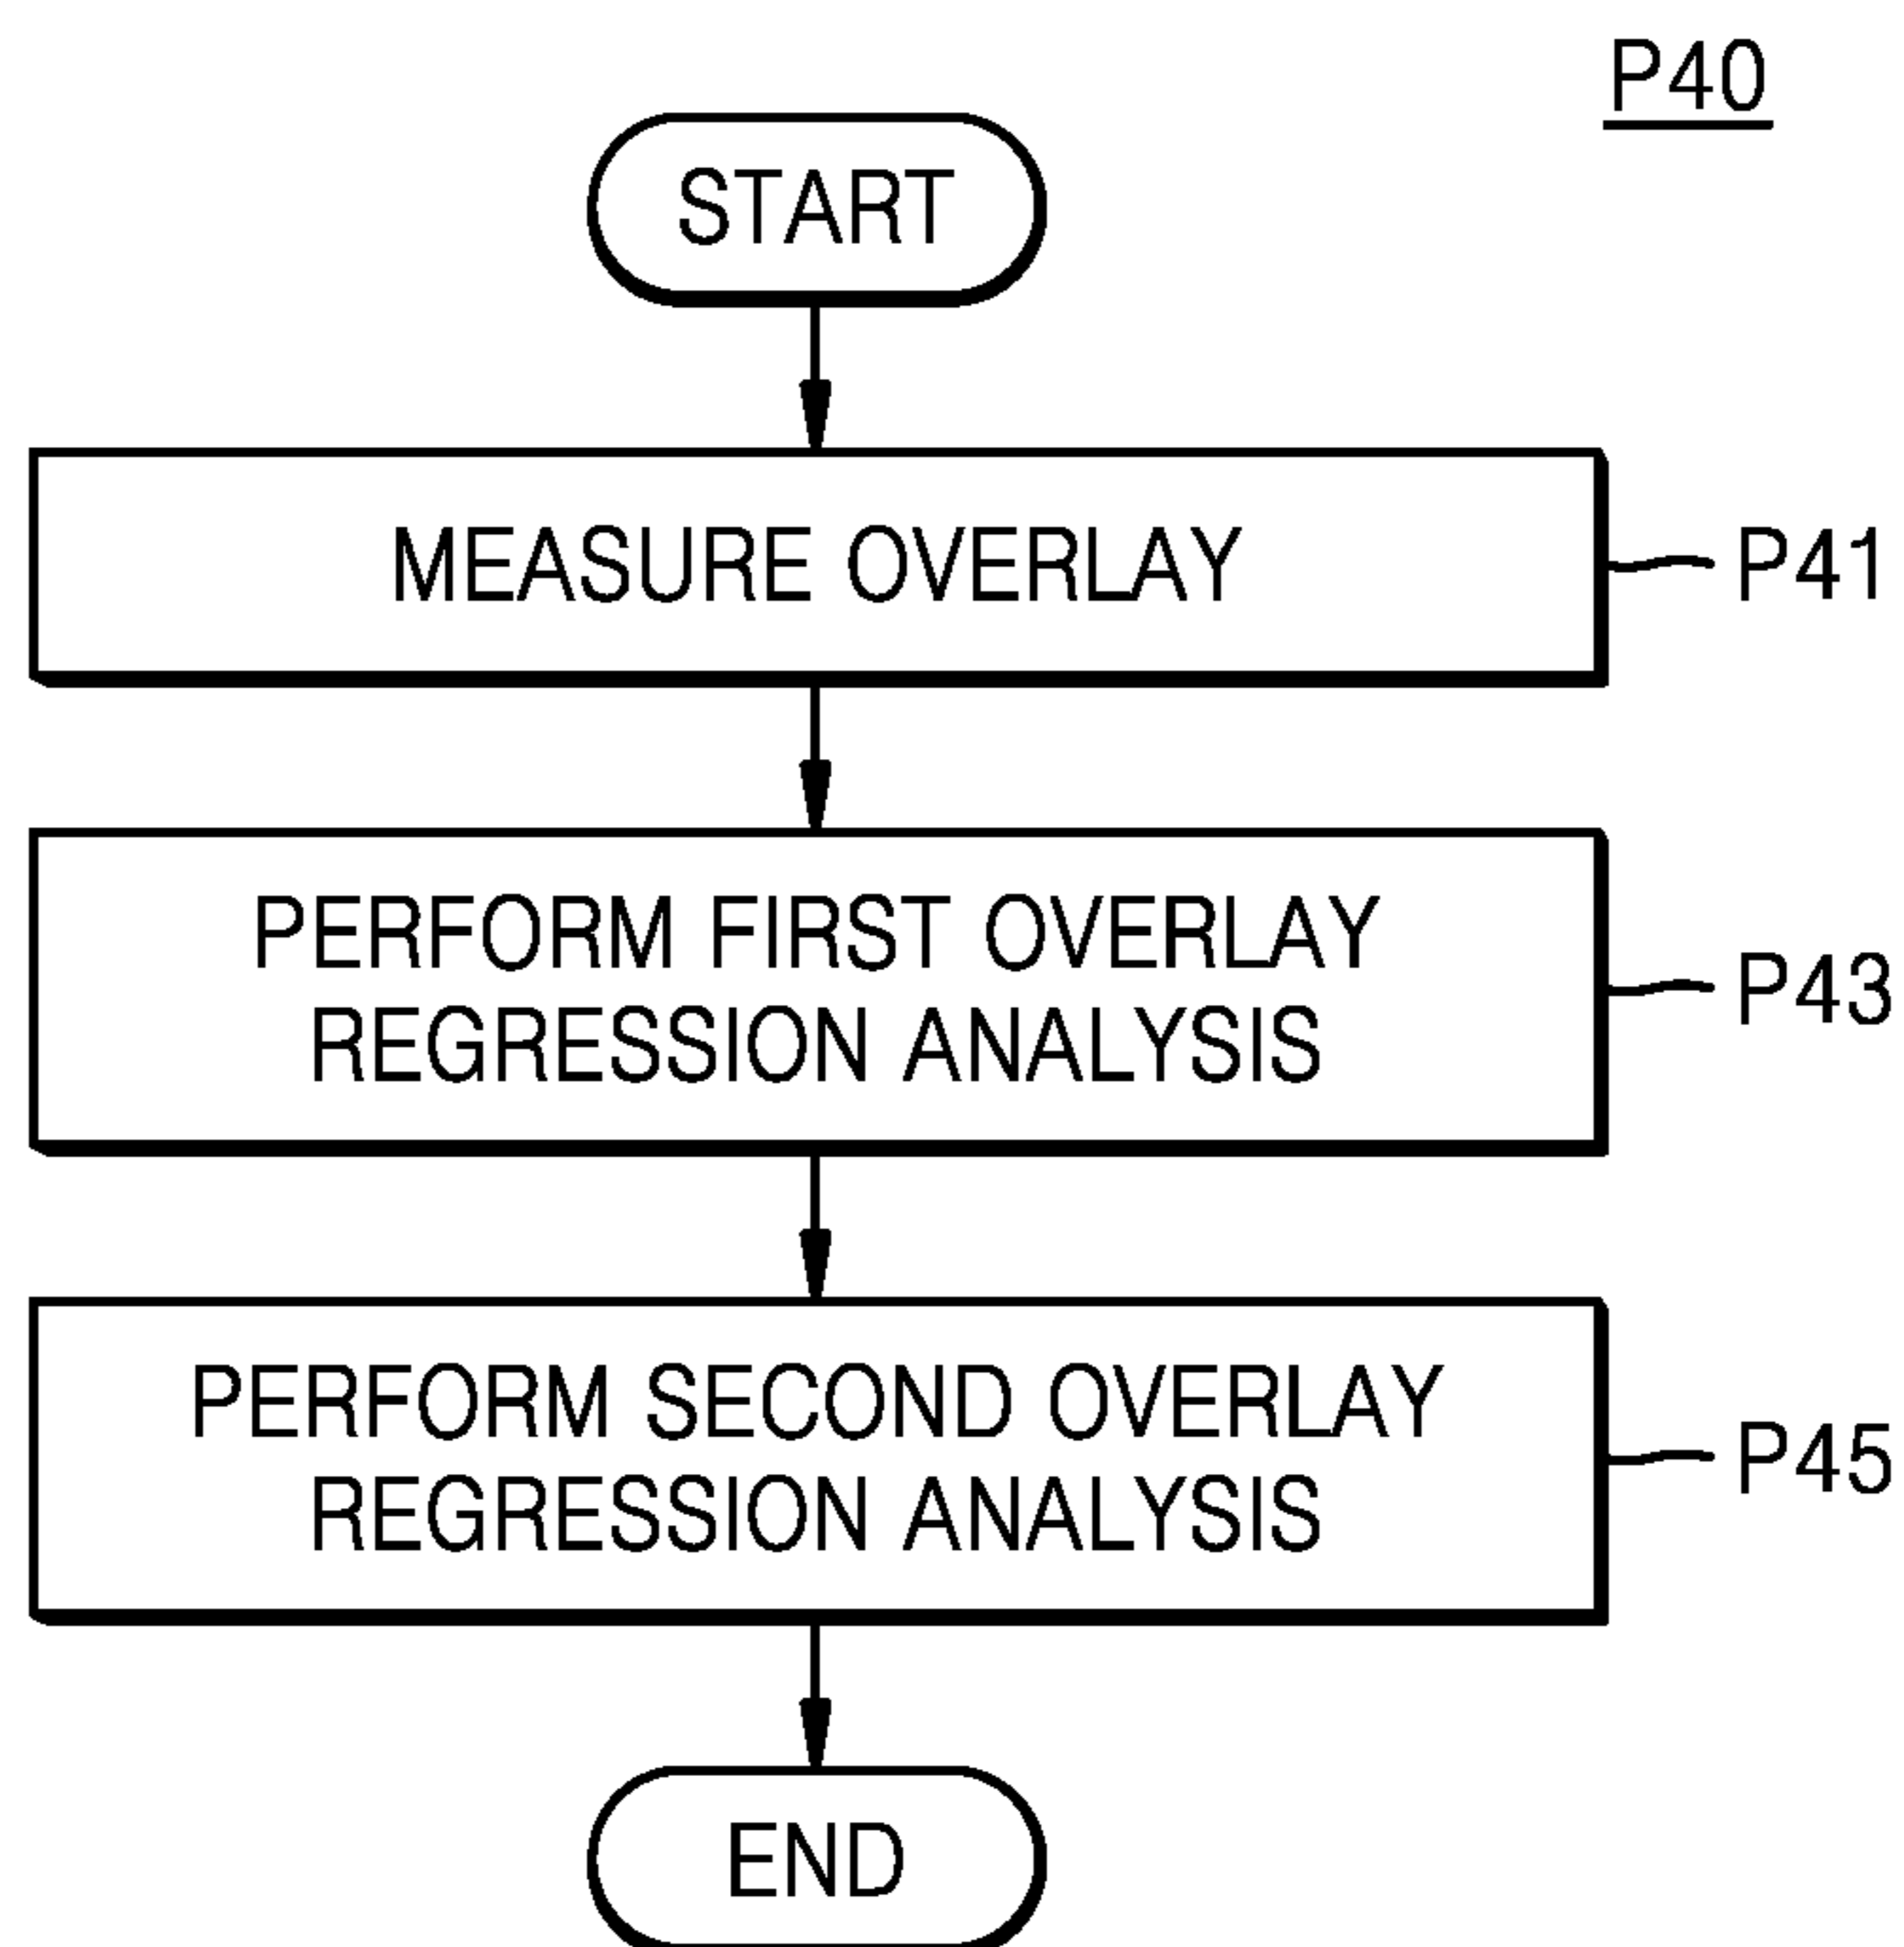 P40
START
MEASURE OVERLAY
P41
PERFORM FIRST OVERLAY
REGRESSION ANALYSIS
P43
PERFORM SECOND OVERLAY
REGRESSION ANALYSIS
P45
END